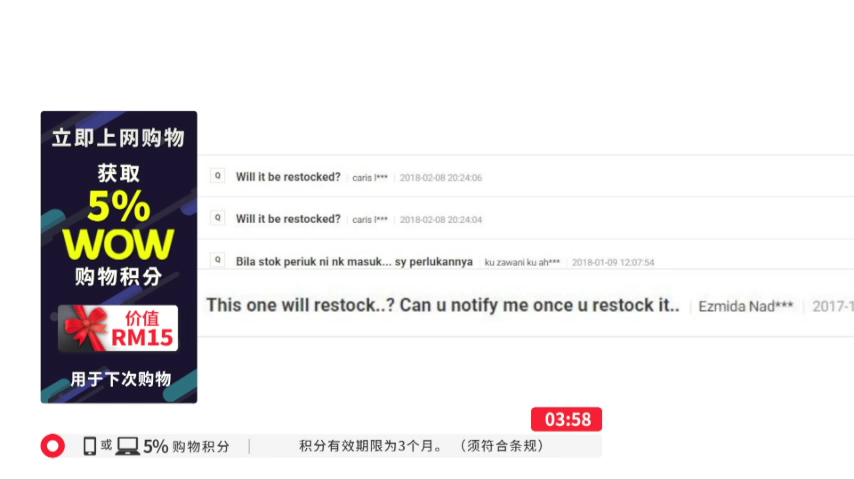 立即上网购物
获取
5%
WOW
购物积分
价值
RM15
用于下次购物
Q Will it be restocked? caris l*** 2018-02-08 20:24:06
Q Will it be restocked? caris l*** 2018-02-08 20:24:04
Q Bila stok periuk ni nk masuk... sy perlukannya ku zawani ku ah*** 2018-01-09 12:07:54
This one will restock..? Can u notify me once u restock it.. Ezmida Nad*** 2017-1
03:58
或 5% 购物积分 积分有效期限为3个月。 （须符合条规）